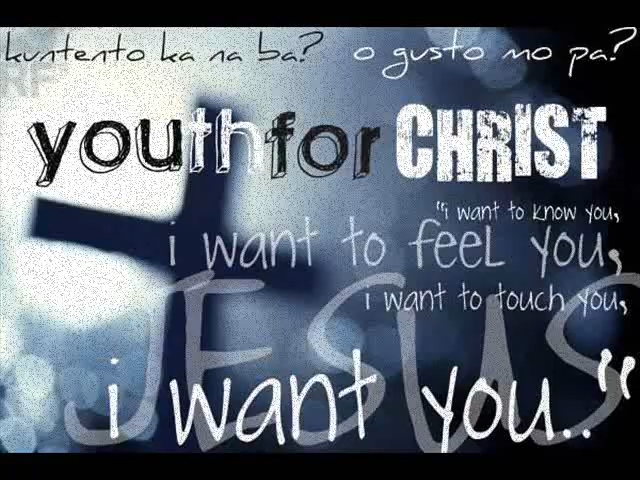 kuntento ka na ba? o gusto mo pa?
RF
youthfor CHRIST
"i want to know you,
i want to feel you,
i want to touch you,
JESUS
i want you.."